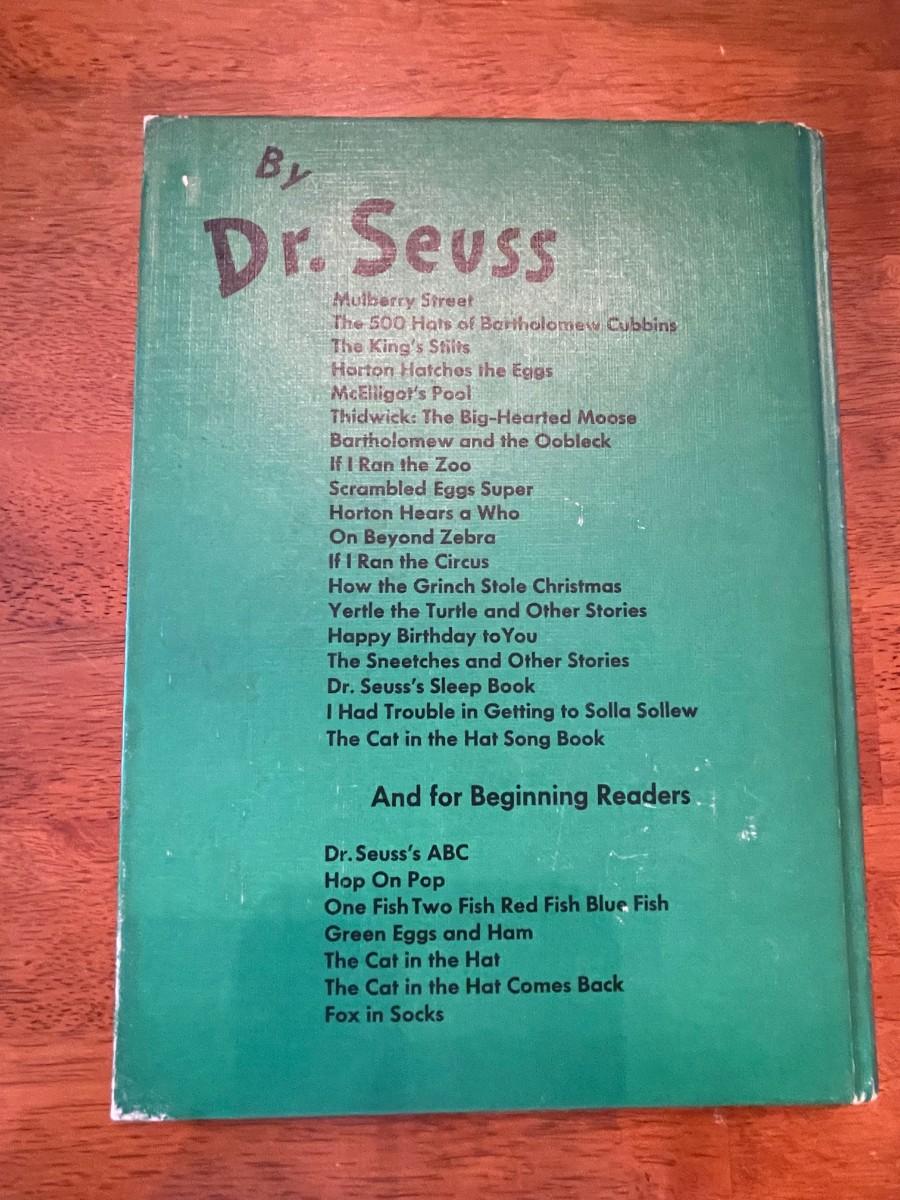 By
Dr. Seuss
Mulberry Street
The 500 Hats of Bartholomew Cubbins
The King's Stilts
Horton Hatches the Eggs
McElligot's Pool
Thidwick: The Big-Hearted Moose
Bartholomew and the Oobleck
If I Ran the Zoo
Scrambled Eggs Super
Horton Hears a Who
On Beyond Zebra
If I Ran the Circus
How the Grinch Stole Christmas
Yertle the Turtle and Other Stories
Happy Birthday to You
The Sneetches and Other Stories
Dr. Seuss's Sleep Book
I Had Trouble in Getting to Solla Sollew
The Cat in the Hat Song Book
And for Beginning Readers
Dr. Seuss's ABC
Hop On Pop
One Fish Two Fish Red Fish Blue Fish
Green Eggs and Ham
The Cat in the Hat
The Cat in the Hat Comes Back
Fox in Socks